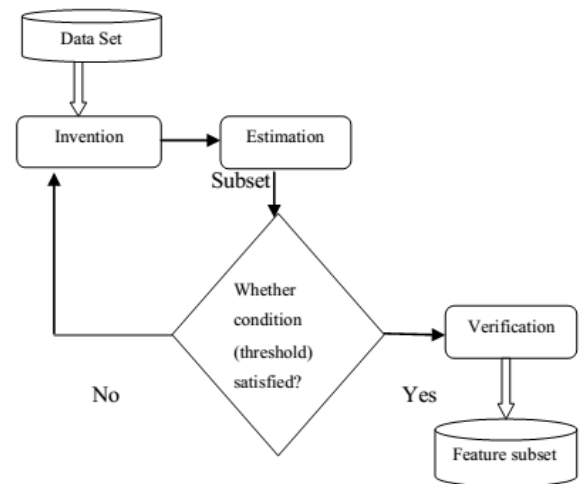 Data Set
Invention
Estimation
Subset
Whether
condition
(threshold)
satisfied?
Verification
No
Yes
Feature subset